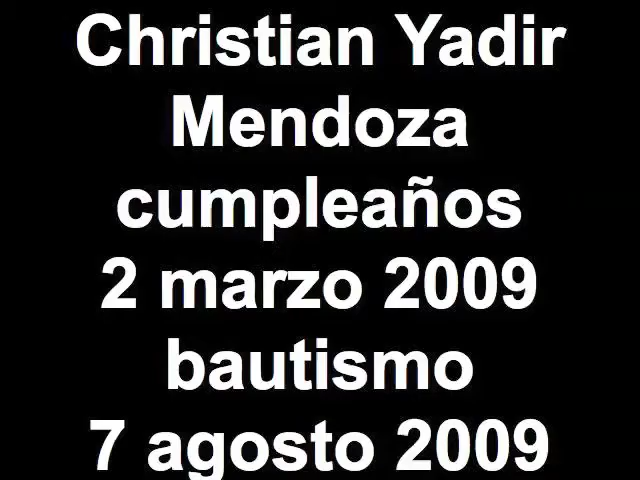 Christian Yadir
Mendoza
cumpleaños
2 marzo 2009
bautismo
7 agosto 2009